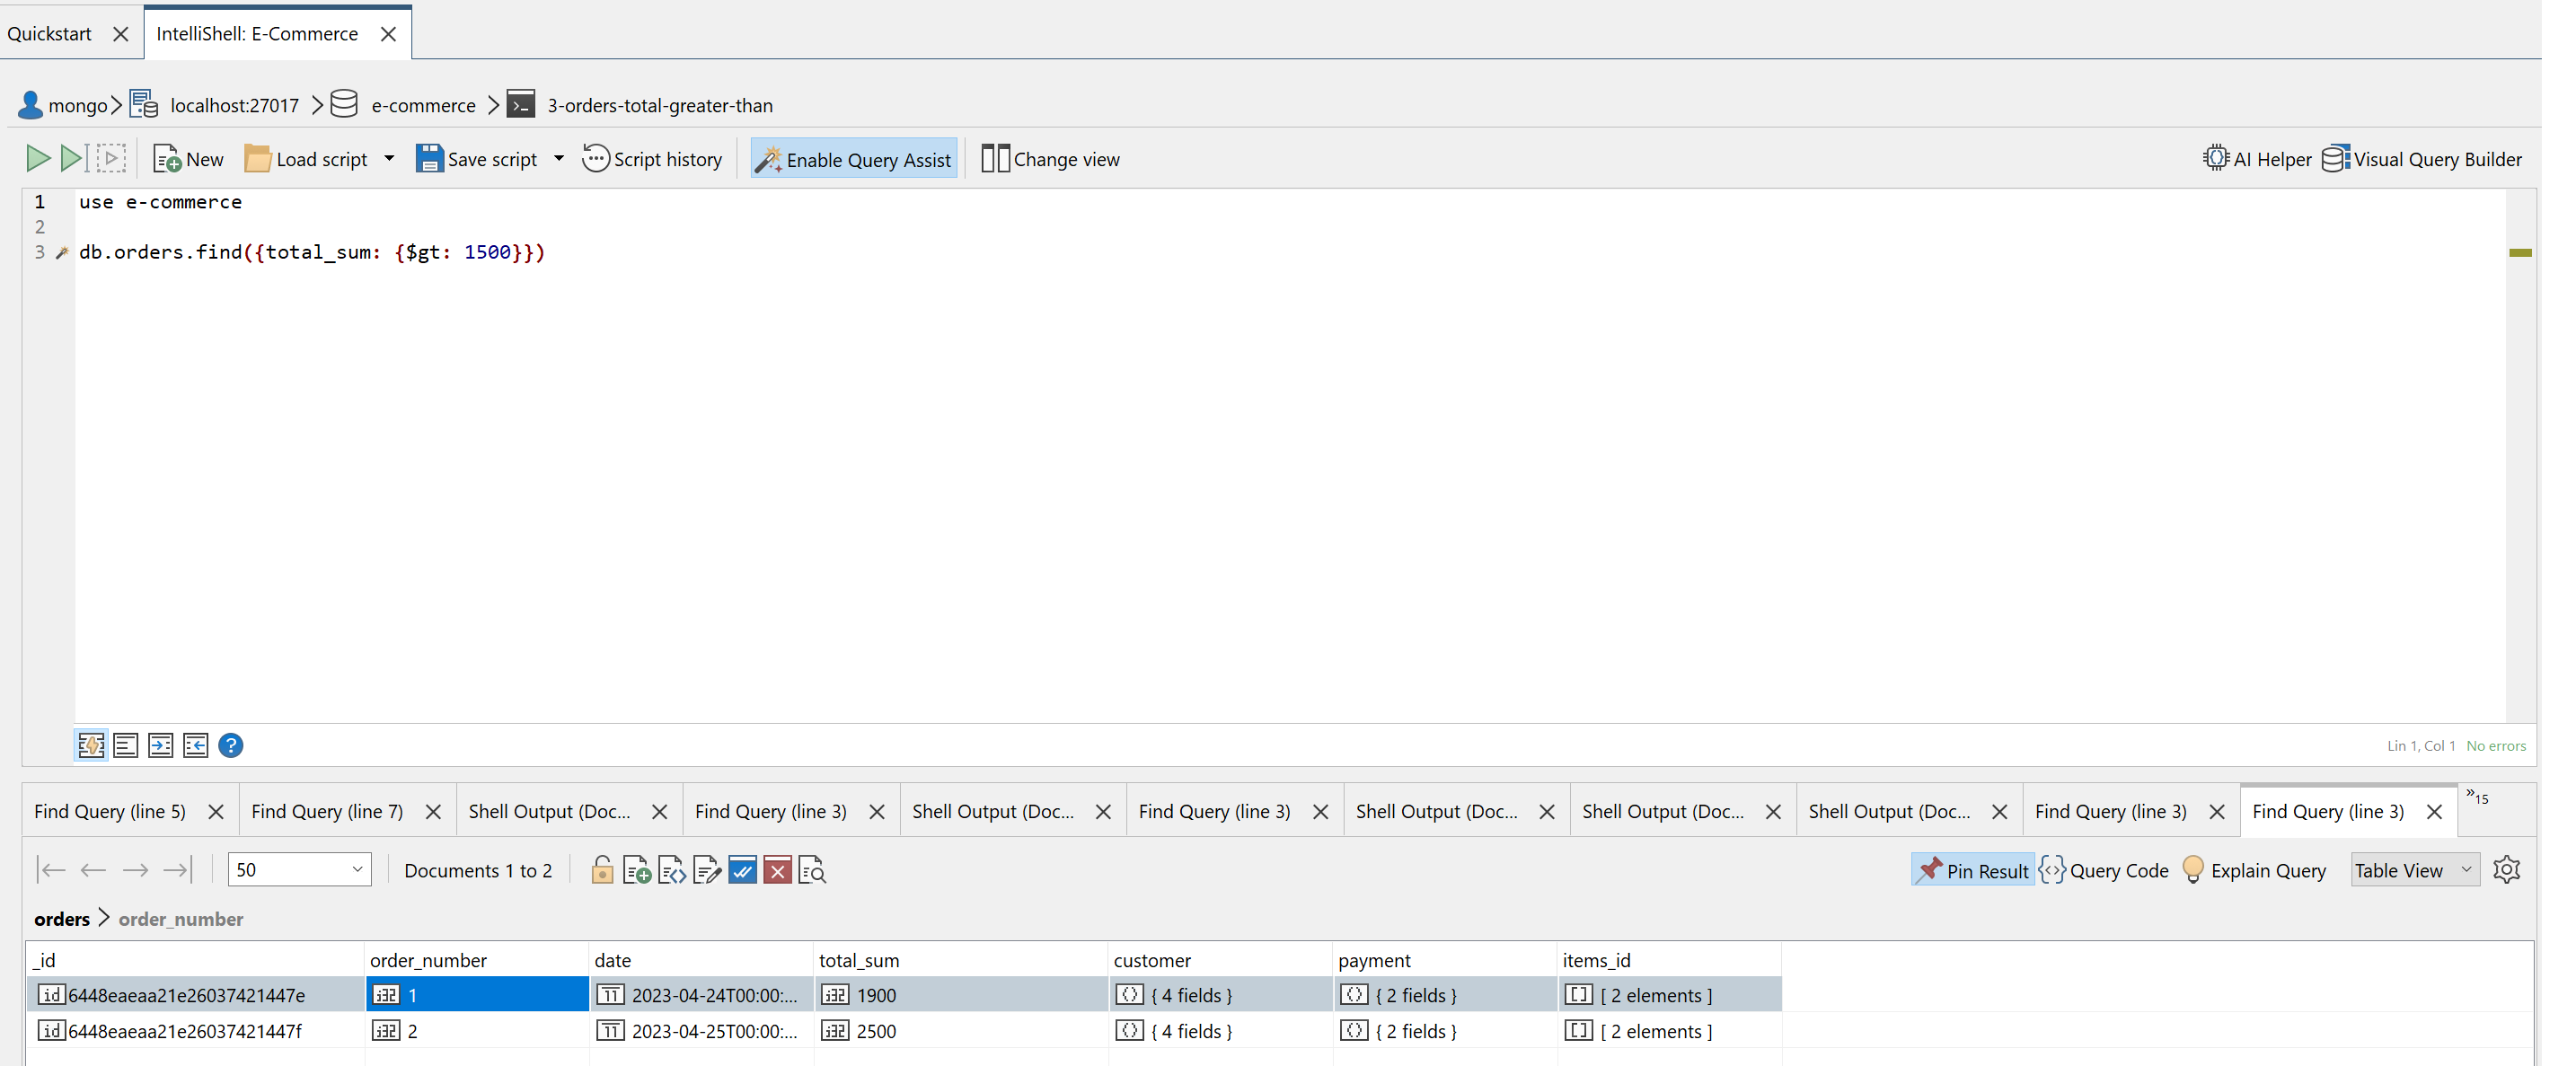 Quickstart IntelliShell: E-Commerce
mongo localhost:27017 e-commerce 3-orders-total-greater-than
New Load script Save script Script history Enable Query Assist Change view AI Helper Visual Query Builder
1 use e-commerce
2
3 db.orders.find({total_sum: {$gt: 1500}})
Lin 1, Col 1 No errors
Find Query (line 5) Find Query (line 7) Shell Output (Doc... Find Query (line 3) Shell Output (Doc... Find Query (line 3) Shell Output (Doc... Shell Output (Doc... Shell Output (Doc... Find Query (line 3) Find Query (line 3) »15
50 Documents 1 to 2 Pin Result Query Code Explain Query Table View
orders > order_number
_id order_number date total_sum customer payment items_id
id 6448eaeaa21e26037421447e i32 1 2023-04-24T00:00:... i32 1900 { 4 fields } { 2 fields } [ 2 elements ]
id 6448eaeaa21e26037421447f i32 2 2023-04-25T00:00:... i32 2500 { 4 fields } { 2 fields } [ 2 elements ]